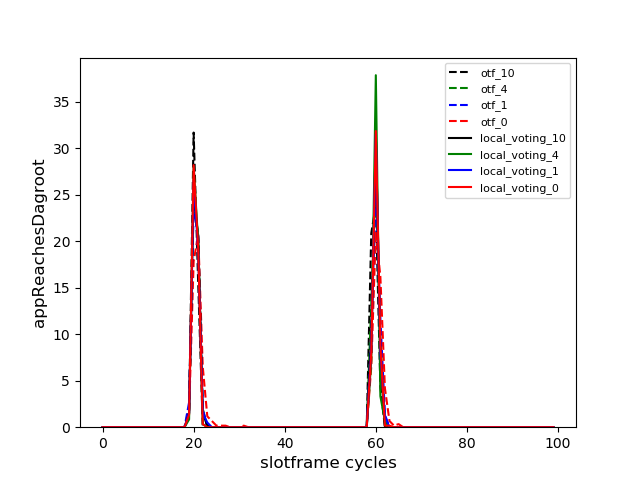 appReachesDagroot
35
30
25
20
15
10
5
0
0 20 40 60 80 100
slotframe cycles
otf_10
otf_4
otf_1
otf_0
local_voting_10
local_voting_4
local_voting_1
local_voting_0